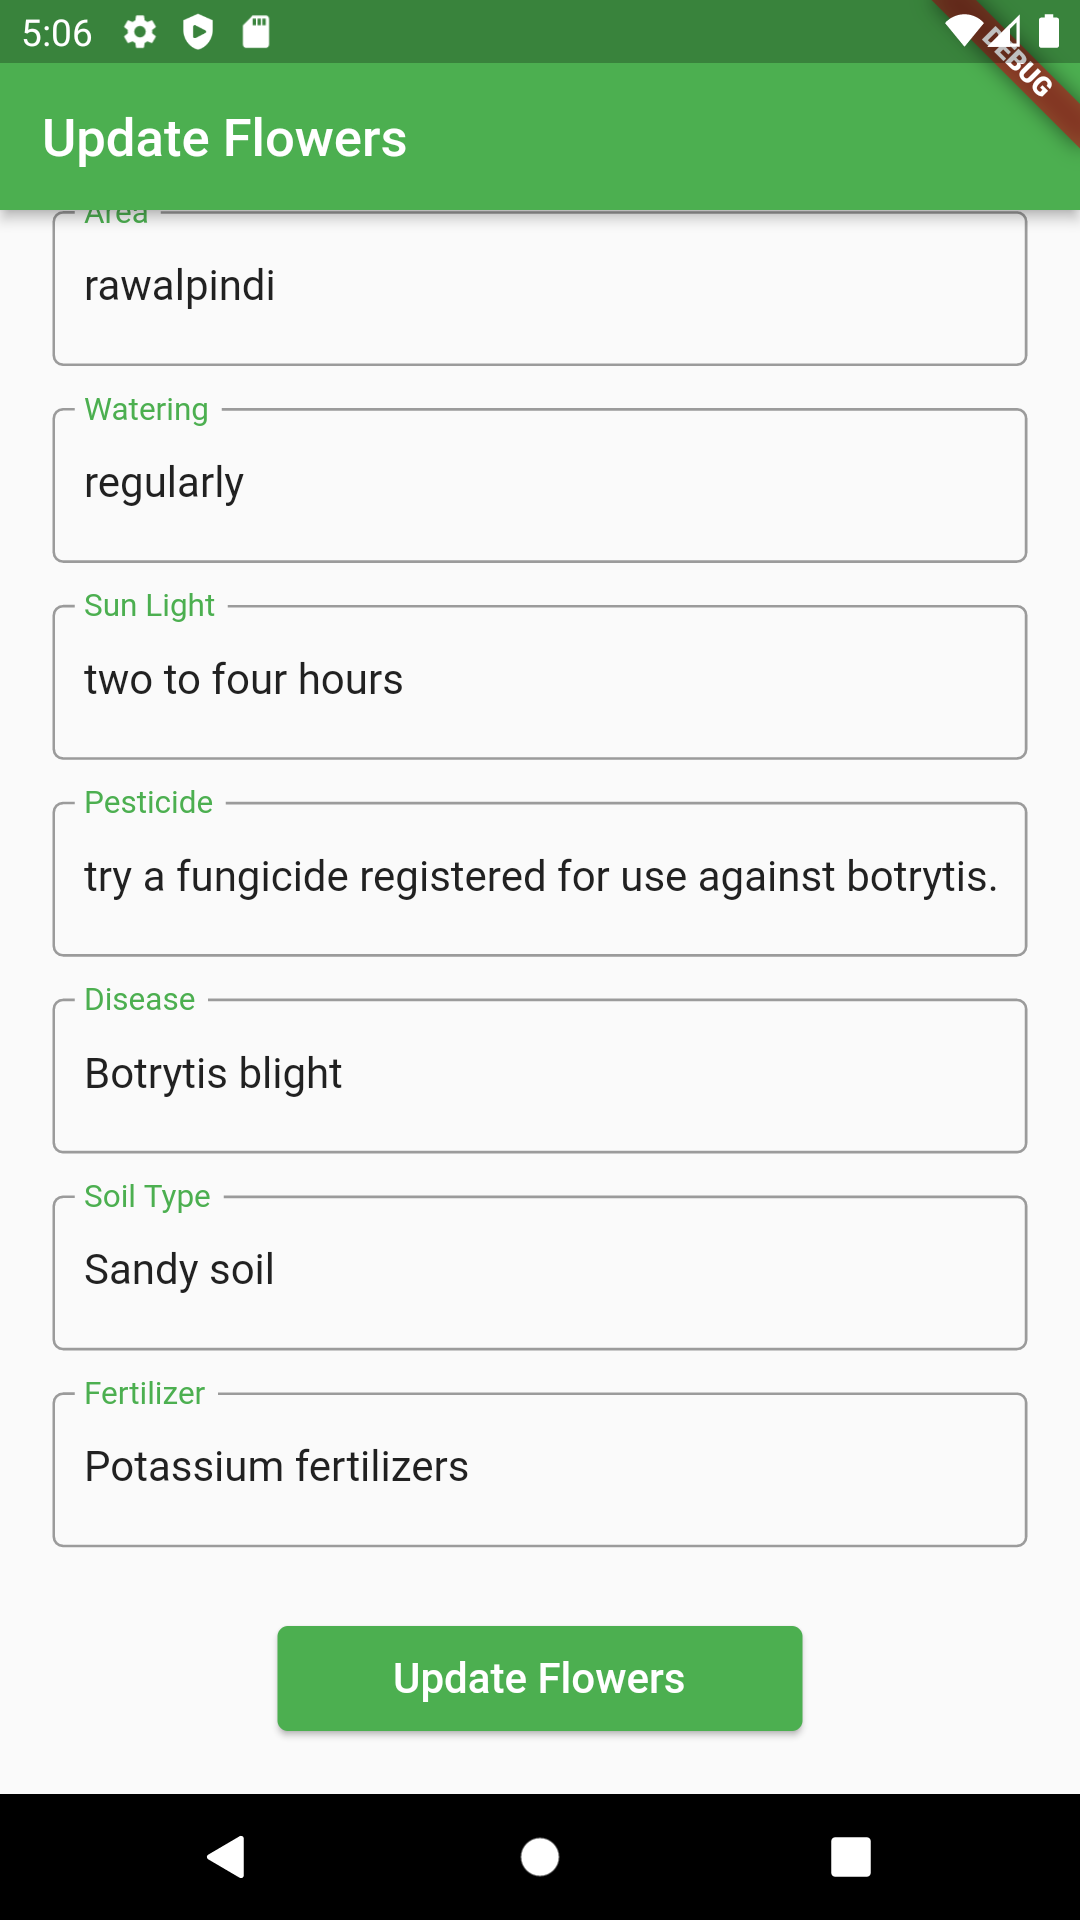 5:06
DEBUG
Update Flowers
Area
rawalpindi
Watering
regularly
Sun Light
two to four hours
Pesticide
try a fungicide registered for use against botrytis.
Disease
Botrytis blight
Soil Type
Sandy soil
Fertilizer
Potassium fertilizers
Update Flowers